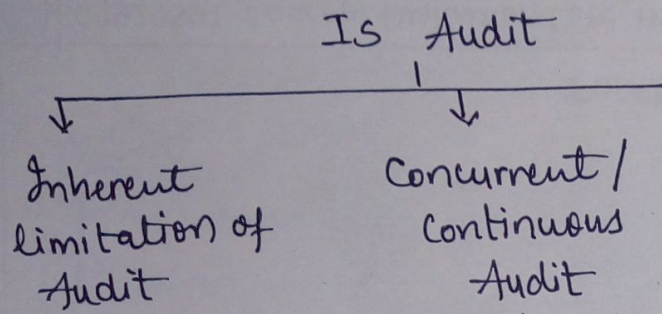 IS Audit
Inherent
limitation of
Audit
Concurrent/
Continuous
Audit